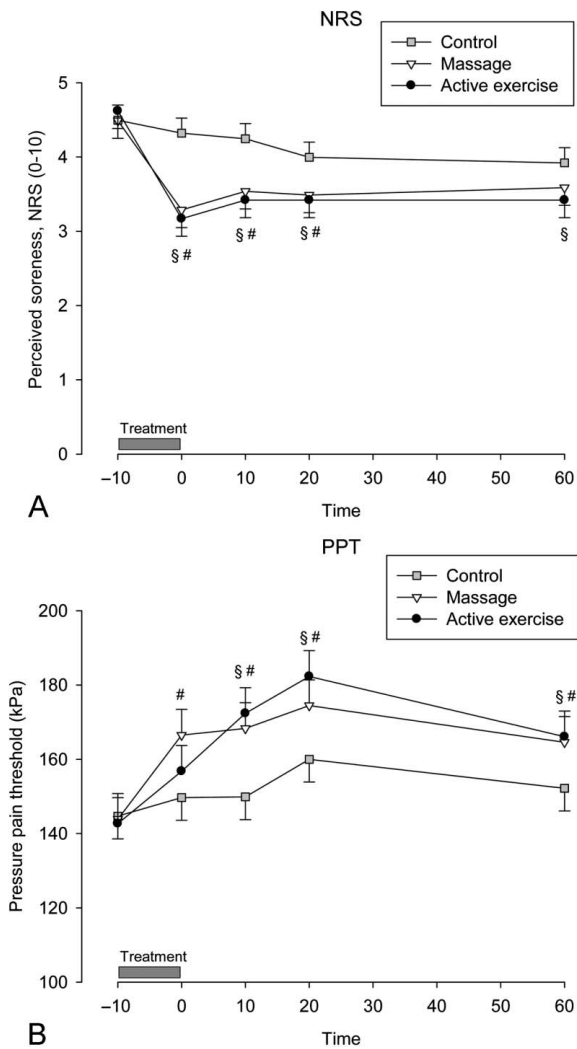 NRS
Control
Massage
Active exercise
5
4
3
2
1
0
Perceived soreness, NRS (0-10)
§ #
§ #
§ #
§
Treatment
–10
0
10
20
30
40
50
60
Time
A
PPT
Control
Massage
Active exercise
200
180
160
140
120
100
Pressure pain threshold (kPa)
#
§ #
§ #
§ #
Treatment
–10
0
10
20
30
40
50
60
Time
B